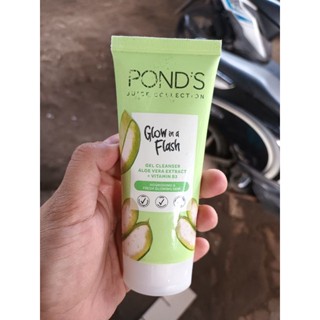 POND'S
JUICE COLLECTION
Glow in a
Flash
GEL CLEANSER
ALOE VERA EXTRACT
+ VITAMIN B3